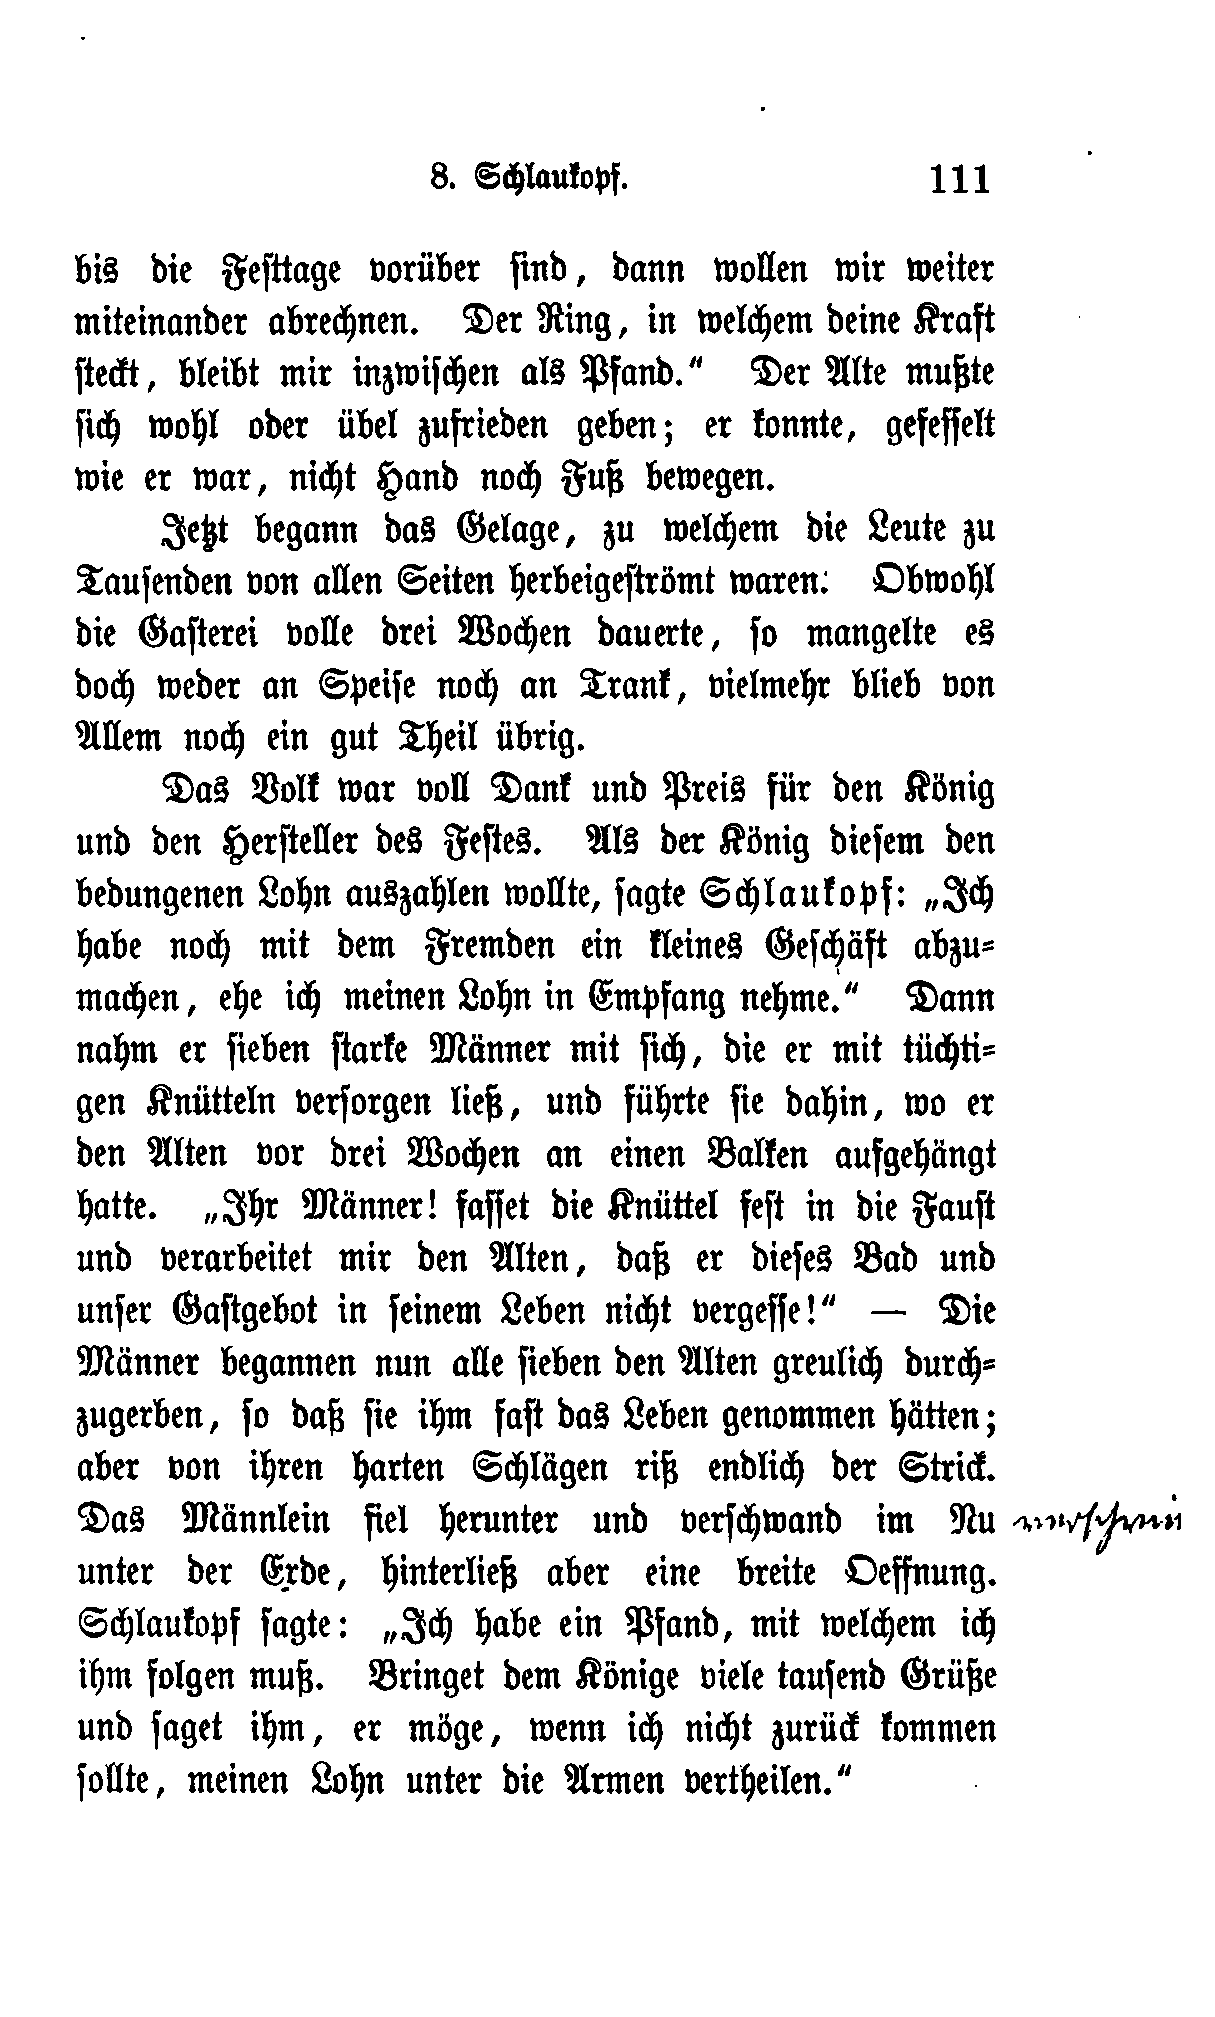 8. Schlaukopf. 111
bis die Festtage vorüber sind, dann wollen wir weiter
miteinander abrechnen. Der Ring, in welchem deine Kraft
steckt, bleibt mir inzwischen als Pfand." Der Alte mußte
sich wohl oder übel zufrieden geben; er konnte, gefesselt
wie er war, nicht Hand noch Fuß bewegen.
Jetzt begann das Gelage, zu welchem die Leute zu
Tausenden von allen Seiten herbeigeströmt waren: Obwohl
die Gasterei volle drei Wochen dauerte, so mangelte es
doch weder an Speise noch an Trank, vielmehr blieb von
Allem noch ein gut Theil übrig.
Das Volk war voll Dank und Preis für den König
und den Hersteller des Festes. Als der König diesem den
bedungenen Lohn auszahlen wollte, sagte Schlaukopf: „Ich
habe noch mit dem Fremden ein kleines Geschäft abzu-
machen, ehe ich meinen Lohn in Empfang nehme." Dann
nahm er sieben starke Männer mit sich, die er mit tüchti-
gen Knütteln versorgen ließ, und führte sie dahin, wo er
den Alten vor drei Wochen an einen Balken aufgehängt
hatte. „Ihr Männer! fasset die Knüttel fest in die Faust
und verarbeitet mir den Alten, daß er dieses Bad und
unser Gastgebot in seinem Leben nicht vergesse!" — Die
Männer begannen nun alle sieben den Alten greulich durch-
zugerben, so daß sie ihm fast das Leben genommen hätten;
aber von ihren harten Schlägen riß endlich der Strick.
Das Männlein fiel herunter und verschwand im Nu
unter der Erde, hinterließ aber eine breite Oeffnung.
Schlaukopf sagte: „Ich habe ein Pfand, mit welchem ich
ihm folgen muß. Bringet dem Könige viele tausend Grüße
und saget ihm, er möge, wenn ich nicht zurück kommen
sollte, meinen Lohn unter die Armen vertheilen."